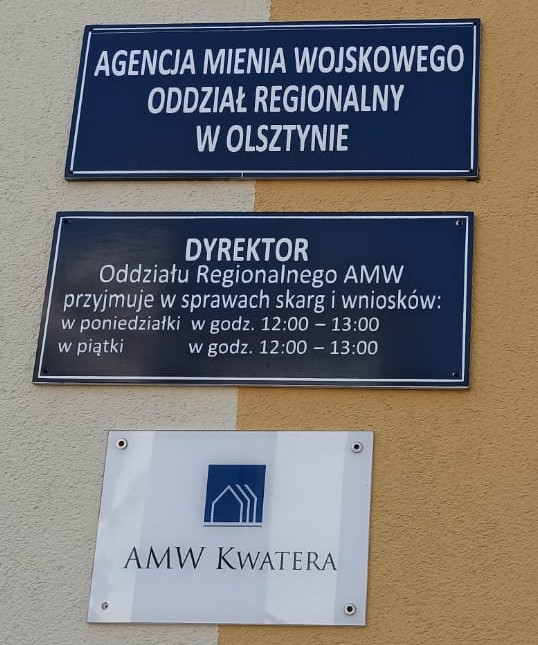 AGENCJA MIENIA WOJSKOWEGO
ODDZIAŁ REGIONALNY
W OLSZTYNIE
DYREKTOR
Oddziału Regionalnego AMW
przyjmuje w sprawach skarg i wniosków:
w poniedziałki w godz. 12:00 – 13:00
w piątki w godz. 12:00 – 13:00
AMW KWATERA